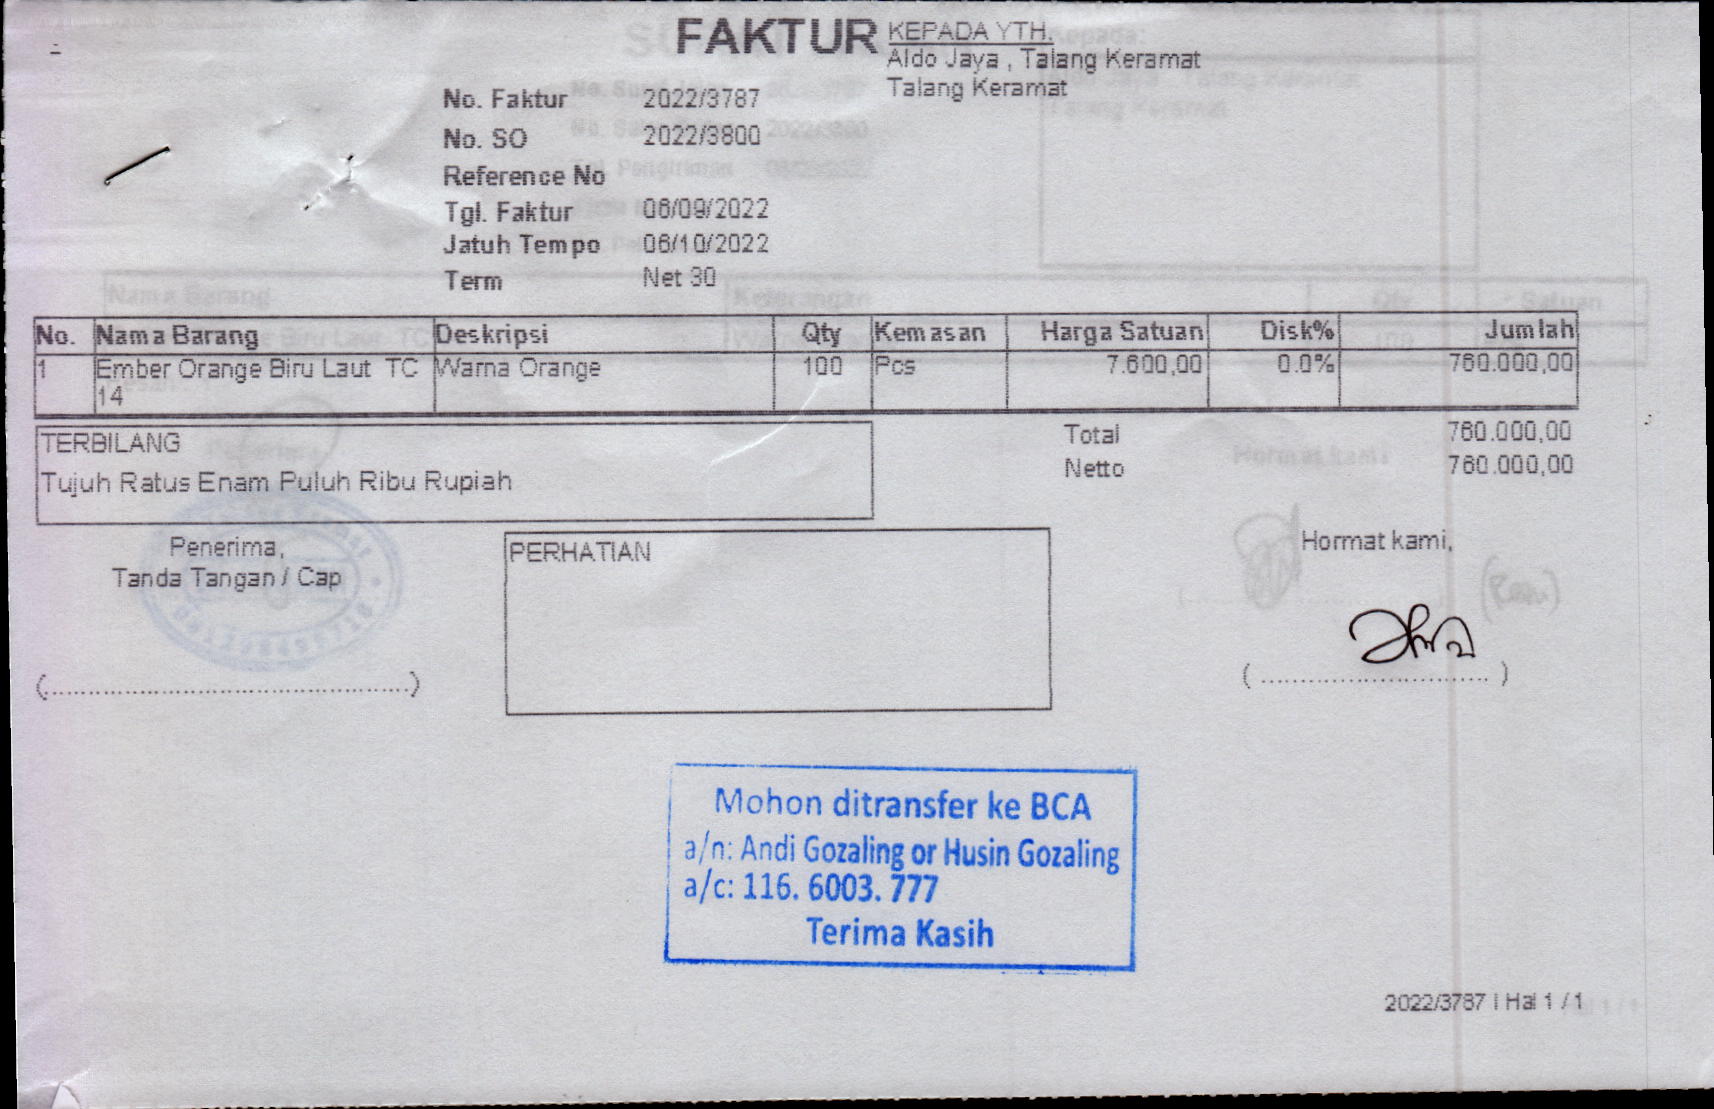 FAKTUR
KEPADA YTH.
Aldo Jaya , Talang Keramat
Talang Keramat
No. Faktur 2022/3787
No. SO 2022/3800
Reference No
Tgl. Faktur 06/09/2022
Jatuh Tempo 06/10/2022
Term Net 30
No. Nama Barang Deskripsi Qty Kemasan Harga Satuan Disk% Jumlah
1 Ember Orange Biru Laut TC 14 Warna Orange 100 Pcs 7.600,00 0.0% 760.000,00
Total 760.000,00
Netto 760.000,00
TERBILANG
Tujuh Ratus Enam Puluh Ribu Rupiah
Penerima,
Tanda Tangan / Cap
(................................................)
PERHATIAN
Hormat kami,
( .............................. )
Mohon ditransfer ke BCA
a/n: Andi Gozaling or Husin Gozaling
a/c: 116. 6003. 777
Terima Kasih
2022/3787 | Hal 1 / 1